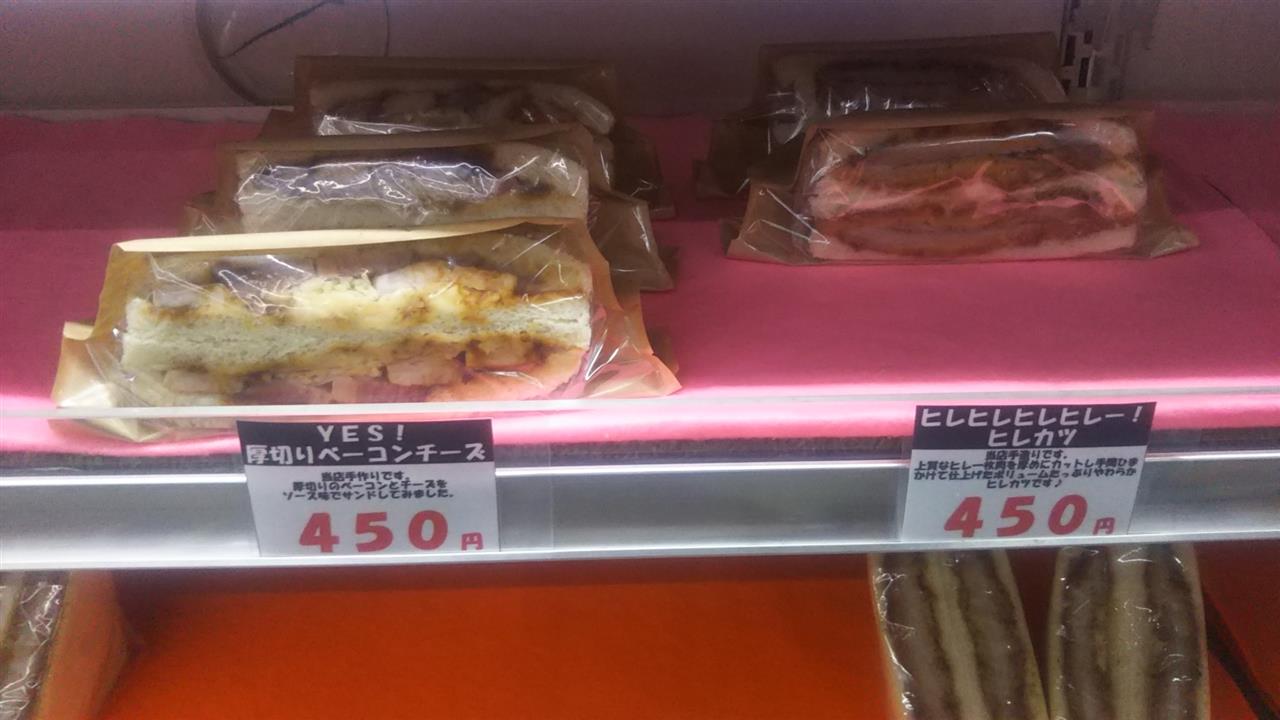 YES!
厚切りベーコンチーズ
当店手作りです。
厚切りのベーコンとチーズを
ソース味でサンドしてみました。
450円
ヒレヒレヒレヒレー！
ヒレカツ
当店手造りです。
上質なヒレ一枚肉を厚めにカットし手間ひま
かけて仕上げたボリュームたっぷりやわらか
ヒレカツです♪
450円